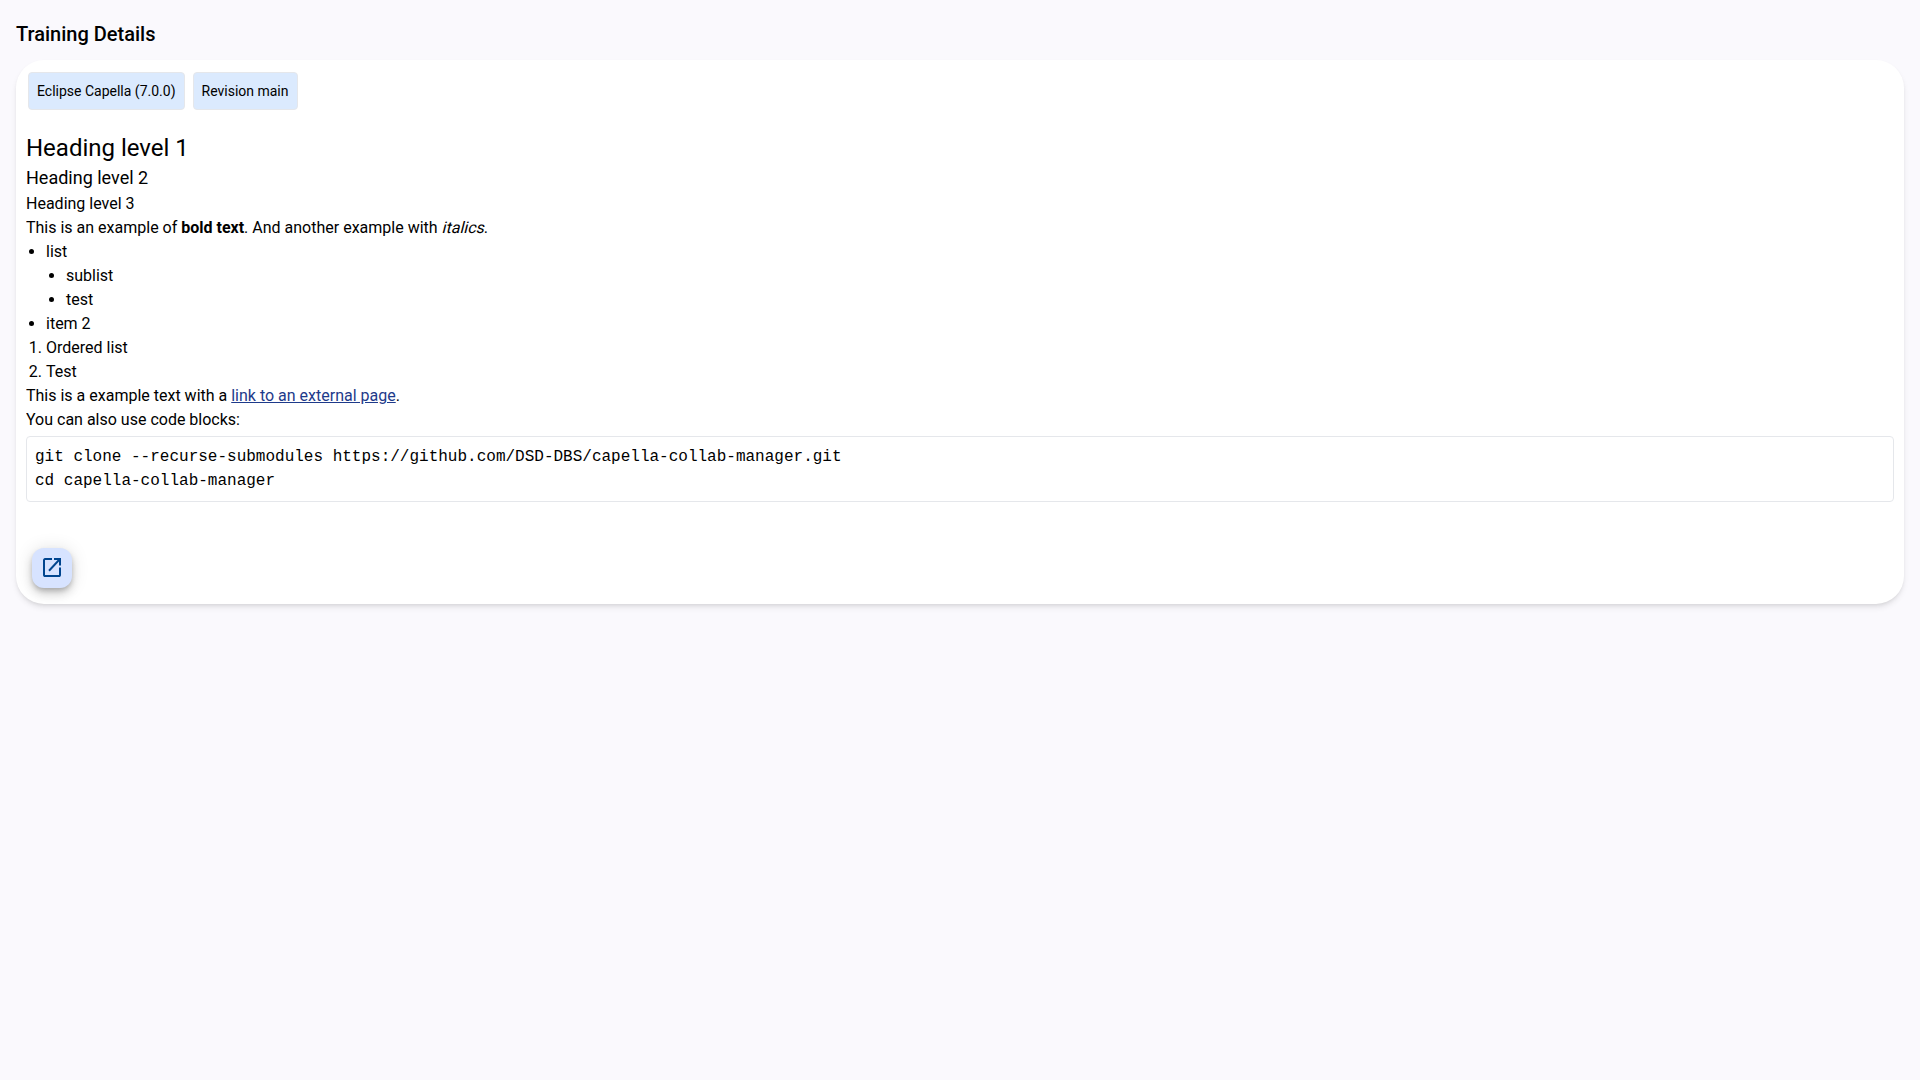 Training Details
Eclipse Capella (7.0.0) Revision main
Heading level 1
Heading level 2
Heading level 3
This is an example of bold text. And another example with italics.
• list
• sublist
• test
• item 2
1. Ordered list
2. Test
This is a example text with a link to an external page.
You can also use code blocks:
git clone --recurse-submodules https://github.com/DSD-DBS/capella-collab-manager.git
cd capella-collab-manager